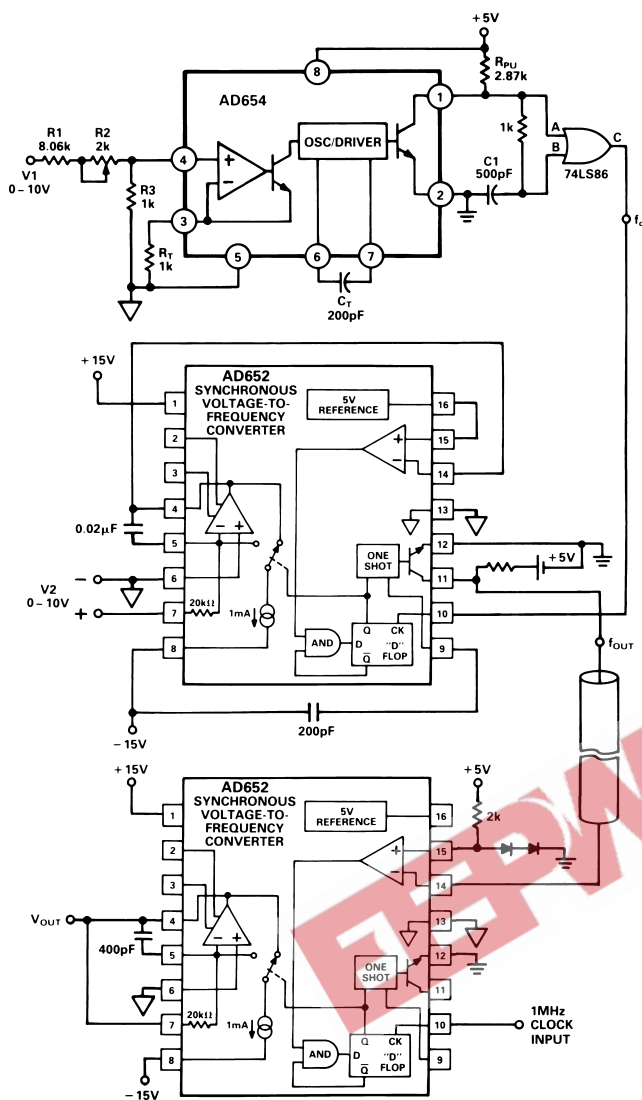 +5V
RPU
2.87k
8
AD654
1
R1
8.06k
R2
2k
V1
0 – 10V
4
+
–
OSC/DRIVER
1k
A
B
C
74LS86
R3
1k
2
C1
500pF
3
RT
1k
5
6
7
CT
200pF
+ 15V
AD652
SYNCHRONOUS
VOLTAGE-TO-
FREQUENCY
CONVERTER
5V
REFERENCE
1
2
3
4
5
6
7
8
16
15
14
13
12
11
10
9
+
–
– +
0.02µF
V2
0 – 10V
–
+
20kΩ
1mA
AND
ONE
SHOT
Q
CK
D
"D"
FLOP
Q
+5V
fOUT
200pF
– 15V
+ 15V
AD652
SYNCHRONOUS
VOLTAGE-TO-
FREQUENCY
CONVERTER
5V
REFERENCE
+5V
2k
1
2
3
4
5
6
7
8
16
15
14
13
12
11
10
9
+
–
– +
VOUT
400pF
20kΩ
1mA
AND
ONE
SHOT
Q
CK
D
"D"
FLOP
Q
1MHz
CLOCK
INPUT
– 15V
EEPW